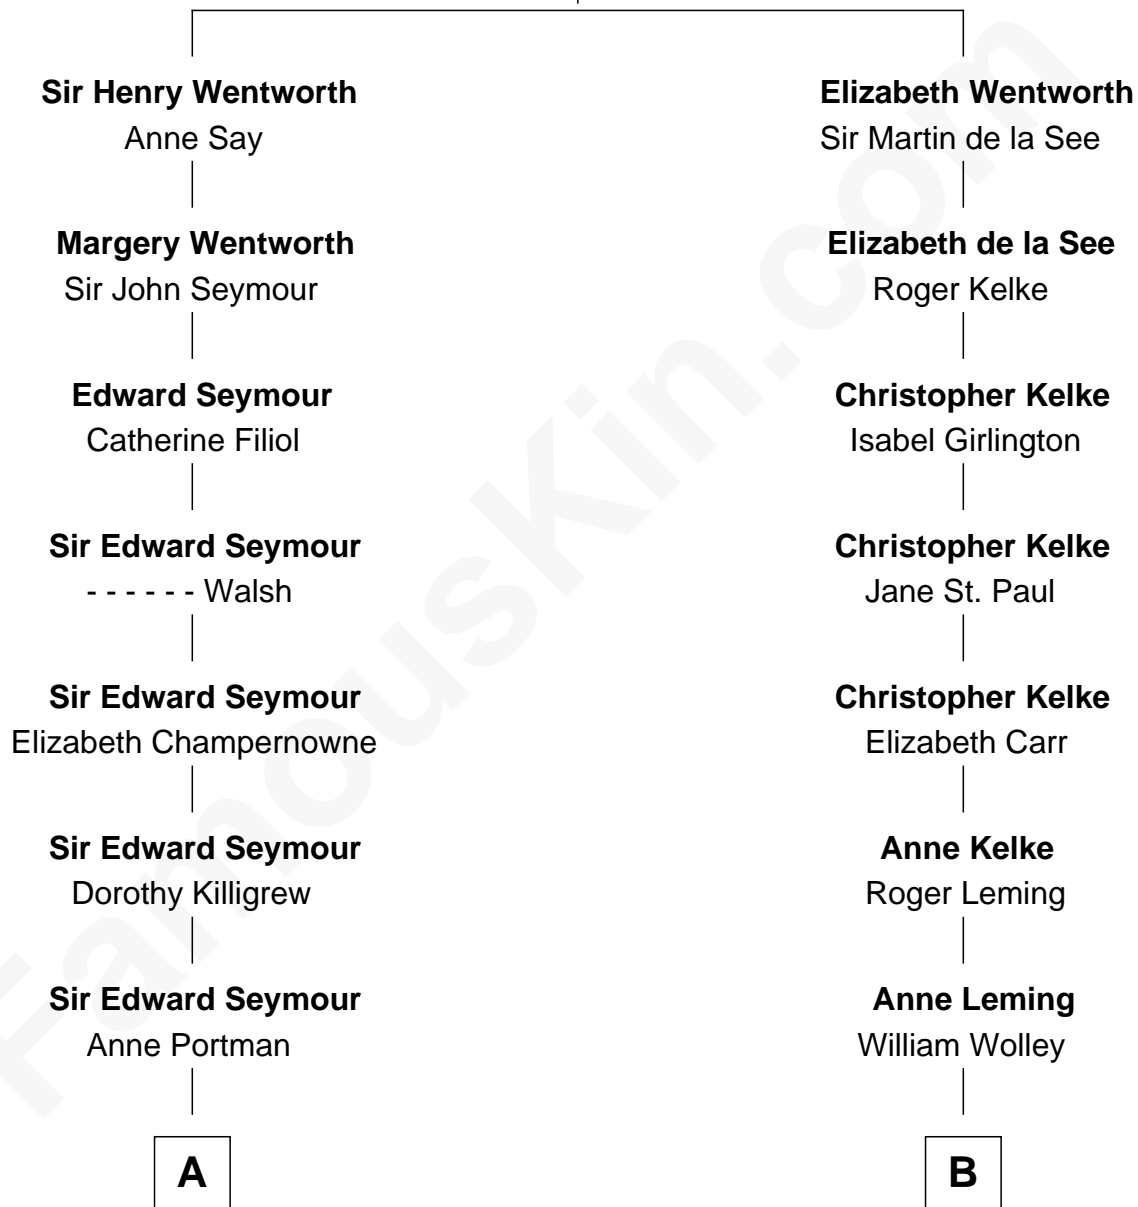 Sir Henry Wentworth
Anne Say
Margery Wentworth
Sir John Seymour
Edward Seymour
Catherine Filiol
Sir Edward Seymour
- - - - - - Walsh
Sir Edward Seymour
Elizabeth Champernowne
Sir Edward Seymour
Dorothy Killigrew
Sir Edward Seymour
Anne Portman
A
Elizabeth Wentworth
Sir Martin de la See
Elizabeth de la See
Roger Kelke
Christopher Kelke
Isabel Girlington
Christopher Kelke
Jane St. Paul
Christopher Kelke
Elizabeth Carr
Anne Kelke
Roger Leming
Anne Leming
William Wolley
B
FamousKin.com